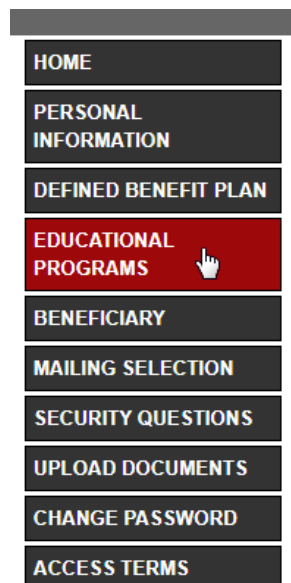 HOME
PERSONAL
INFORMATION
DEFINED BENEFIT PLAN
EDUCATIONAL
PROGRAMS
BENEFICIARY
MAILING SELECTION
SECURITY QUESTIONS
UPLOAD DOCUMENTS
CHANGE PASSWORD
ACCESS TERMS